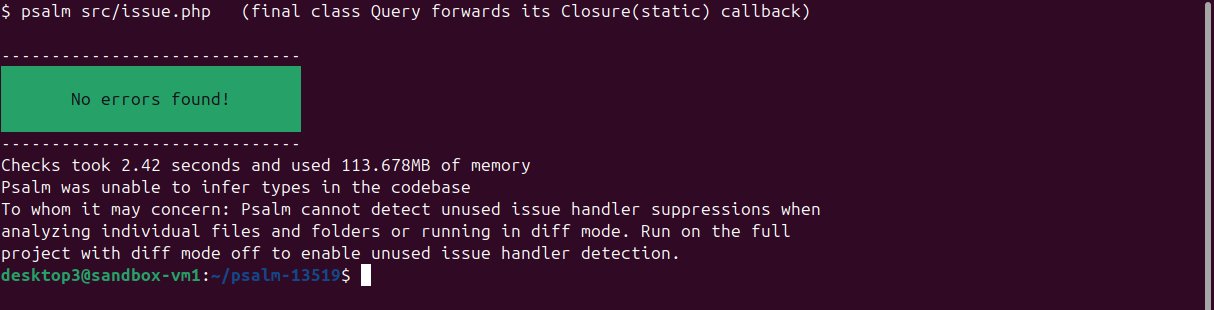 $ psalm src/issue.php   (final class Query forwards its Closure(static) callback)
------------------------------
No errors found!
------------------------------
Checks took 2.42 seconds and used 113.678MB of memory
Psalm was unable to infer types in the codebase
To whom it may concern: Psalm cannot detect unused issue handler suppressions when
analyzing individual files and folders or running in diff mode. Run on the full
project with diff mode off to enable unused issue handler detection.
desktop3@sandbox-vm1:~/psalm-13519$